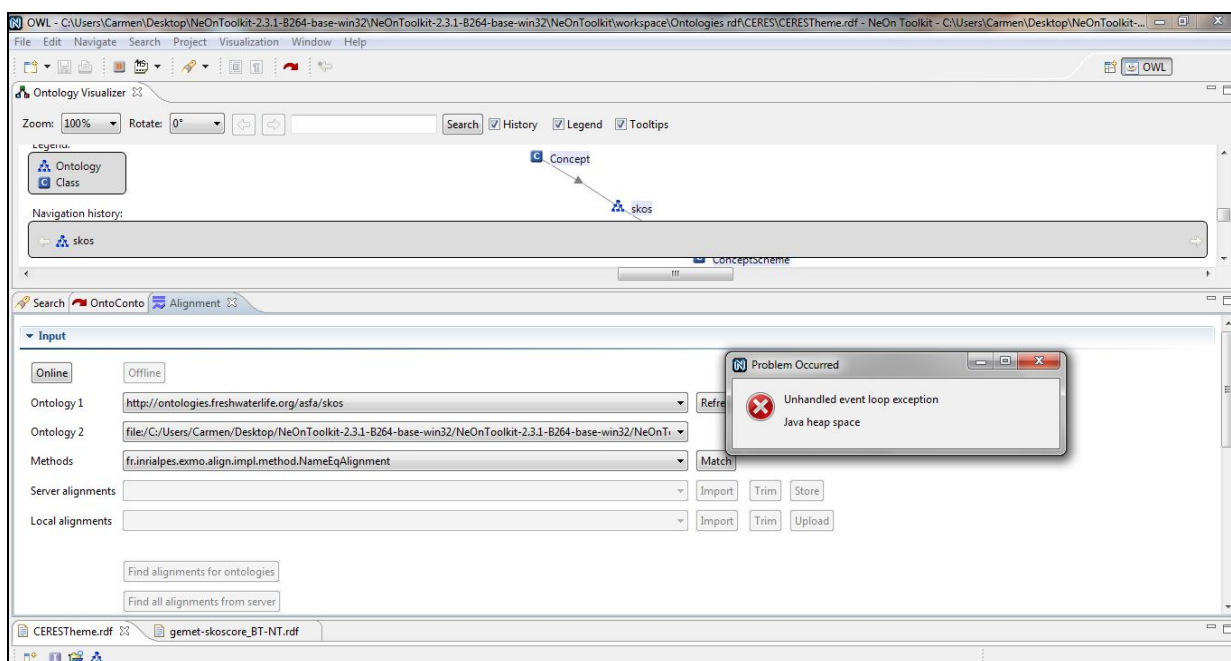 OWL - C:\Users\Carmen\Desktop\NeOnToolkit-2.3.1-B264-base-win32\NeOnToolkit-2.3.1-B264-base-win32\NeOnToolkit\workspace\Ontologies rdf\CERES\CERESTheme.rdf - NeOn Toolkit - C:\Users\Carmen\Desktop\NeOnToolkit-...
File Edit Navigate Search Project Visualization Window Help
OWL
Ontology Visualizer
Zoom: 100% Rotate: 0° Search History Legend Tooltips
Legend:
Ontology
Class
Concept
skos
Navigation history:
skos
ConceptScheme
Search OntoConto Alignment
Input
Online Offline
Ontology 1 http://ontologies.freshwaterlife.org/asfa/skos Refre
Ontology 2 file:/C:/Users/Carmen/Desktop/NeOnToolkit-2.3.1-B264-base-win32/NeOnToolkit-2.3.1-B264-base-win32/NeOnT
Methods fr.inrialpes.exmo.align.impl.method.NameEqAlignment Match
Server alignments Import Trim Store
Local alignments Import Trim Upload
Find alignments for ontologies
Find all alignments from server
Problem Occurred
Unhandled event loop exception
Java heap space
CERESTheme.rdf gemet-skoscore_BT-NT.rdf